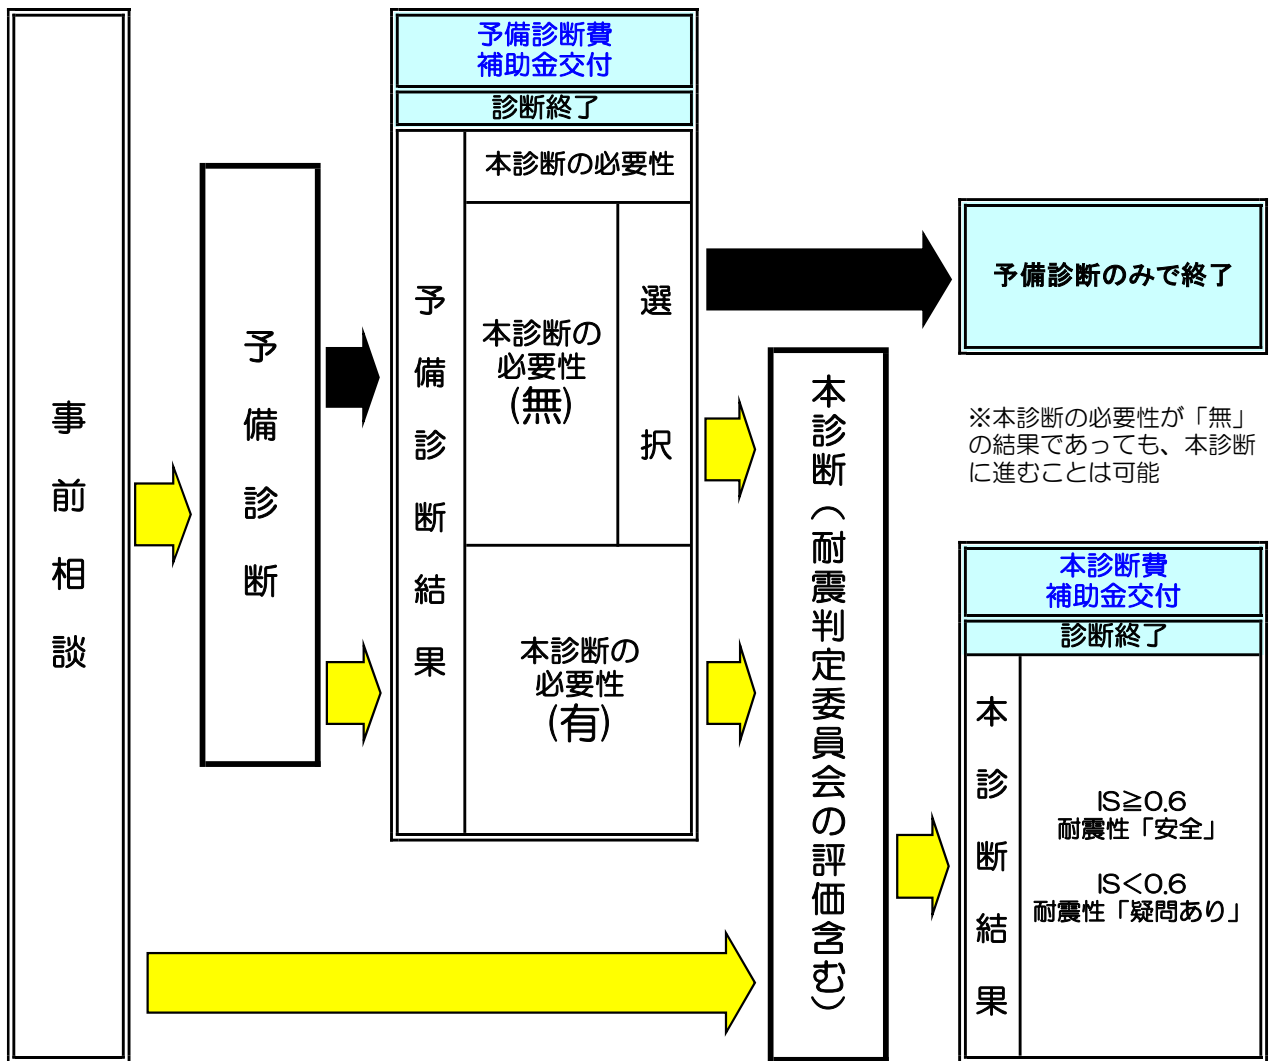 事前相談
予備診断
予備診断費
補助金交付
診断終了
予備診断結果
本診断の必要性
本診断の
必要性
(無)
選択
本診断の
必要性
(有)
本診断（耐震判定委員会の評価含む）
予備診断のみで終了
※本診断の必要性が「無」
の結果であっても、本診断
に進むことは可能
本診断費
補助金交付
診断終了
本診断結果
IS≧0.6
耐震性「安全」
IS<0.6
耐震性「疑問あり」